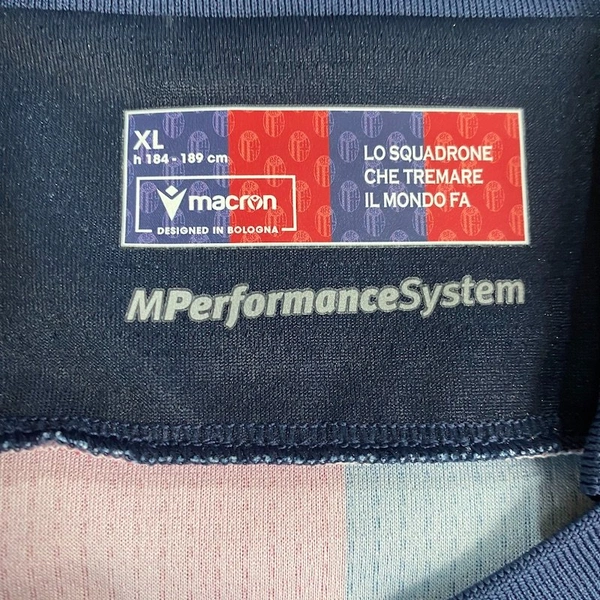 XL
h 184 - 189 cm
macron
DESIGNED IN BOLOGNA
LO SQUADRONE
CHE TREMARE
IL MONDO FA
MPerformanceSystem